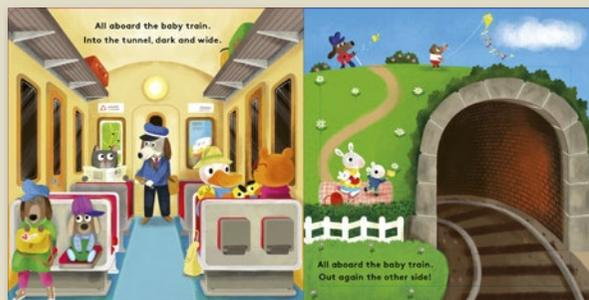 All aboard the baby train.
Into the tunnel, dark and wide.
All aboard the baby train.
Out again the other side!